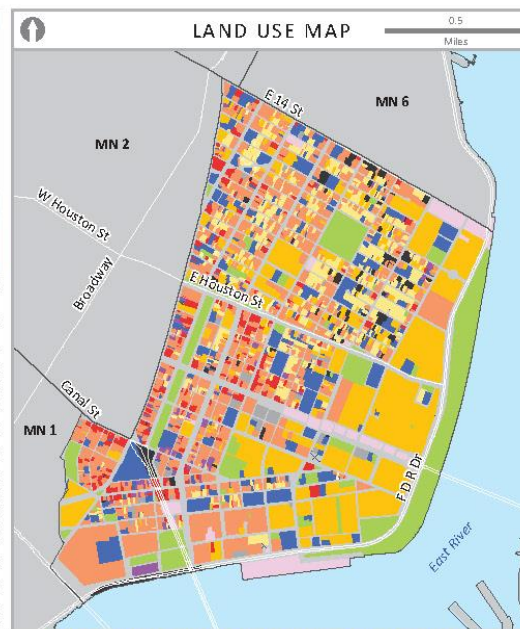 LAND USE MAP
0.5
Miles
E 14 St
MN 6
MN 2
W Houston St
Broadway
E Houston St
Canal St
MN 1
F D R Dr
East River